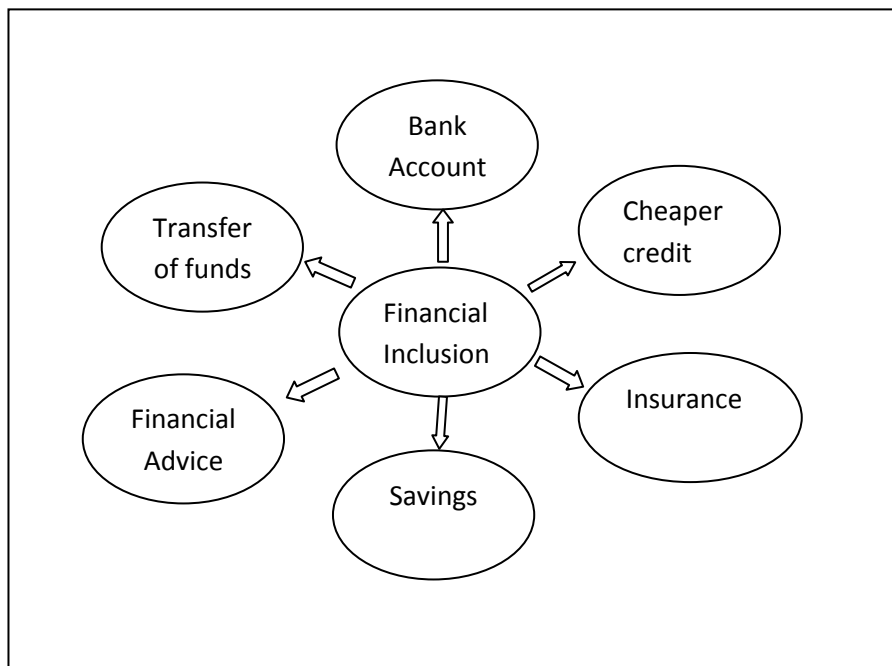 Bank
Account
Transfer
of funds
Cheaper
credit
Financial
Inclusion
Financial
Advice
Insurance
Savings